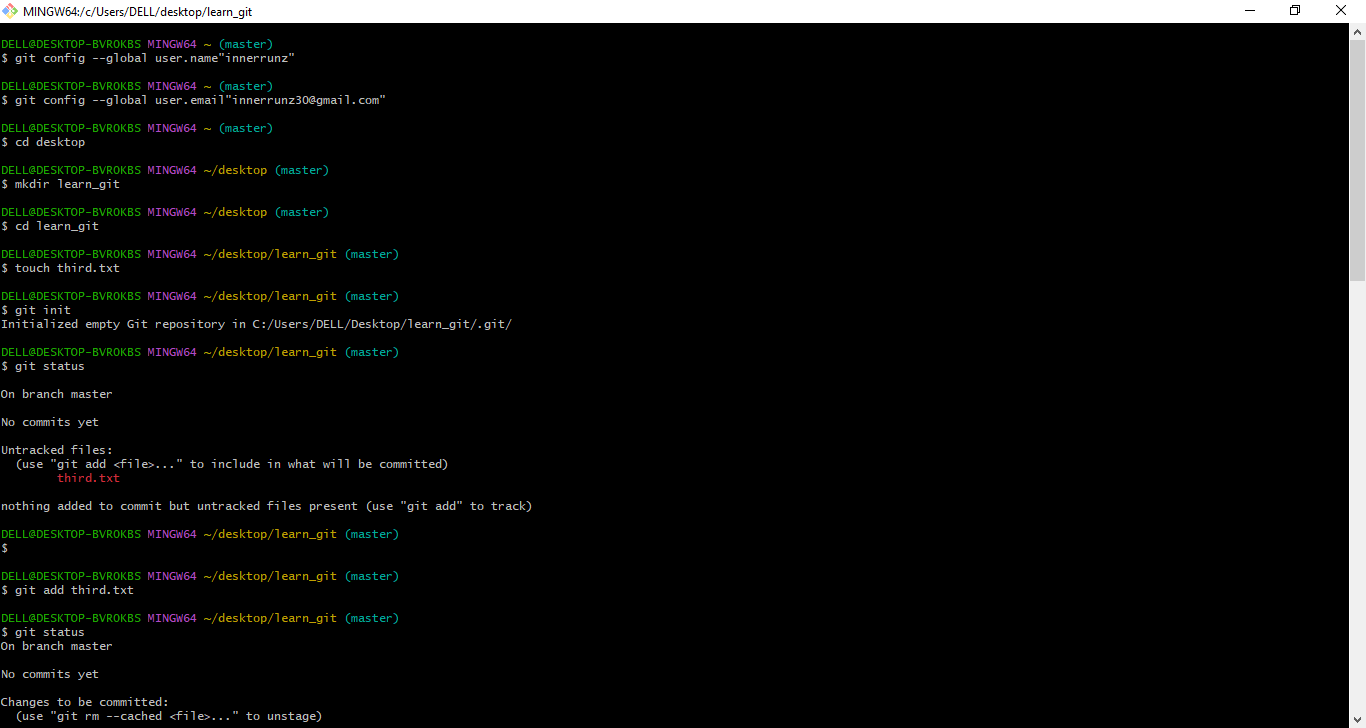 MINGW64:/c/Users/DELL/desktop/learn_git
DELL@DESKTOP-BVROKBS MINGW64 ~ (master)
$ git config --global user.name"innerrunz"
DELL@DESKTOP-BVROKBS MINGW64 ~ (master)
$ git config --global user.email"innerrunz30@gmail.com"
DELL@DESKTOP-BVROKBS MINGW64 ~ (master)
$ cd desktop
DELL@DESKTOP-BVROKBS MINGW64 ~/desktop (master)
$ mkdir learn_git
DELL@DESKTOP-BVROKBS MINGW64 ~/desktop (master)
$ cd learn_git
DELL@DESKTOP-BVROKBS MINGW64 ~/desktop/learn_git (master)
$ touch third.txt
DELL@DESKTOP-BVROKBS MINGW64 ~/desktop/learn_git (master)
$ git init
Initialized empty Git repository in C:/Users/DELL/Desktop/learn_git/.git/
DELL@DESKTOP-BVROKBS MINGW64 ~/desktop/learn_git (master)
$ git status
On branch master
No commits yet
Untracked files:
(use "git add <file>..." to include in what will be committed)
third.txt
nothing added to commit but untracked files present (use "git add" to track)
DELL@DESKTOP-BVROKBS MINGW64 ~/desktop/learn_git (master)
$
DELL@DESKTOP-BVROKBS MINGW64 ~/desktop/learn_git (master)
$ git add third.txt
DELL@DESKTOP-BVROKBS MINGW64 ~/desktop/learn_git (master)
$ git status
On branch master
No commits yet
Changes to be committed:
(use "git rm --cached <file>..." to unstage)